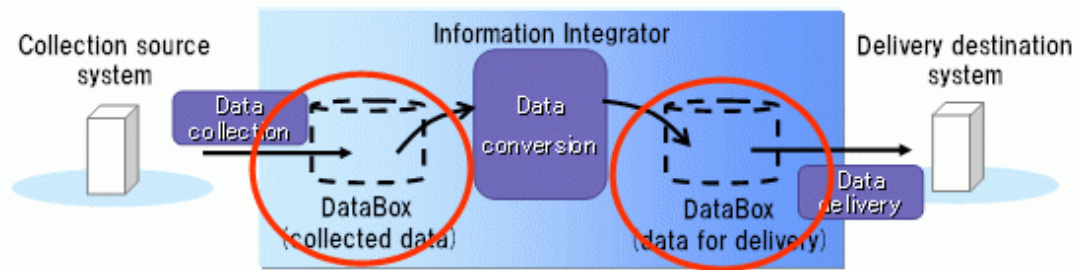 Information Integrator
Collection source
system
Delivery destination
system
Data
collection
Data
conversion
Data
delivery
DataBox
(collected data)
DataBox
(data for delivery)